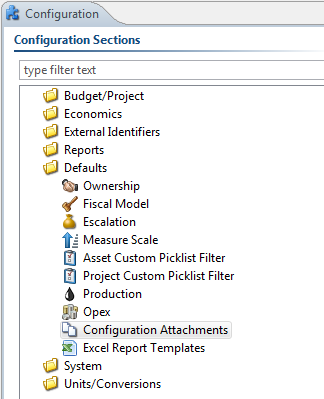 Configuration
Configuration Sections
type filter text
Budget/Project
Economics
External Identifiers
Reports
Defaults
Ownership
Fiscal Model
Escalation
Measure Scale
Asset Custom Picklist Filter
Project Custom Picklist Filter
Production
Opex
Configuration Attachments
Excel Report Templates
System
Units/Conversions